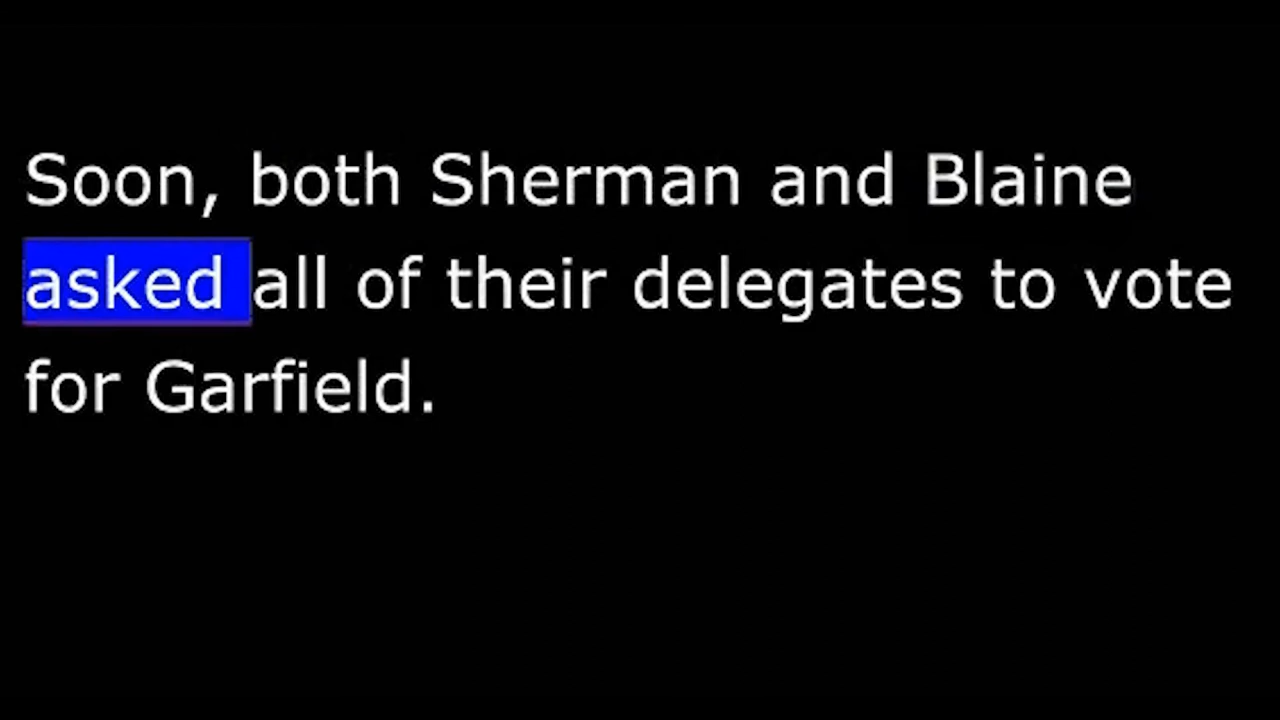 Soon, both Sherman and Blaine
asked all of their delegates to vote
for Garfield.